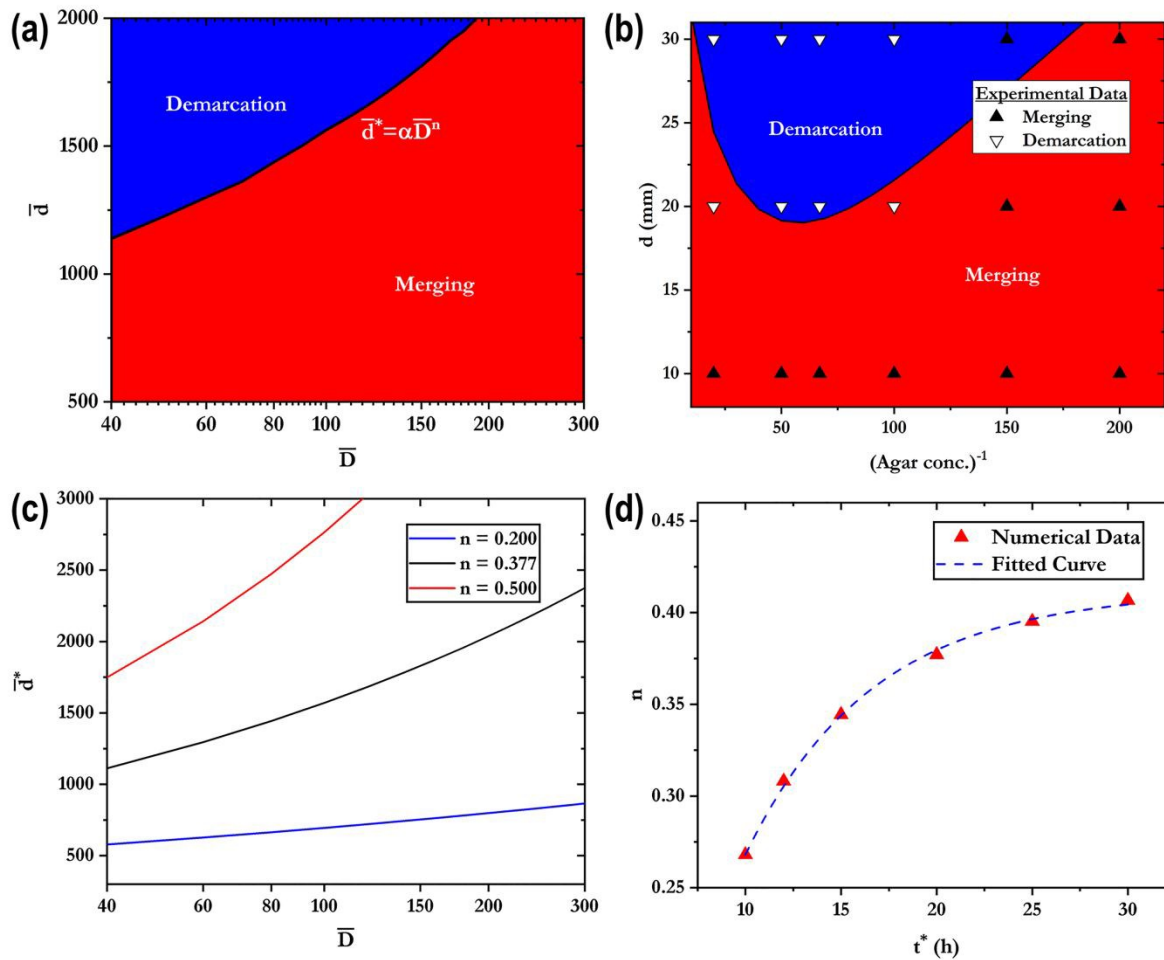 (a)
2000
1500
1000
500
d̅
Demarcation
d̅*=αD̅ⁿ
Merging
40 60 80 100 150 200 300
D̅
(b)
30
25
20
15
10
d (mm)
Demarcation
Experimental Data
Merging
Demarcation
Merging
50 100 150 200
(Agar conc.)⁻¹
(c)
3000
2500
2000
1500
1000
500
d̅*
n = 0.200
n = 0.377
n = 0.500
40 60 80 100 150 200 300
D̅
(d)
0.45
0.40
0.35
0.30
0.25
n
Numerical Data
Fitted Curve
10 15 20 25 30
t* (h)